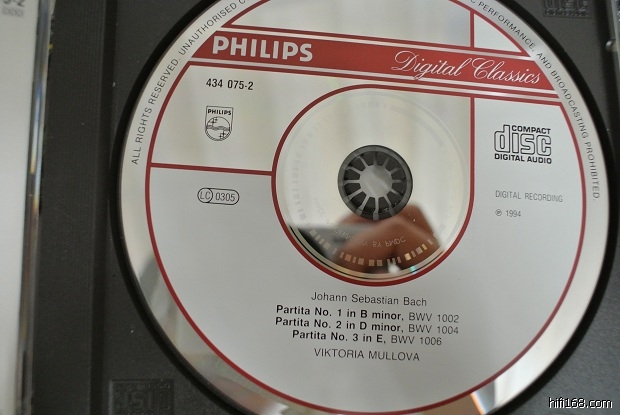 ALL RIGHTS RESERVED. UNAUTHORISED C
C PERFORMANCE, AND BROADCASTING PROHIBITED.
PHILIPS
Digital Classics
434 075-2
PHILIPS
COMPACT
disc
DIGITAL AUDIO
LC 0305
DIGITAL RECORDING
℗ 1994
Johann Sebastian Bach
Partita No. 1 in B minor, BWV 1002
Partita No. 2 in D minor, BWV 1004
Partita No. 3 in E, BWV 1006
VIKTORIA MULLOVA
hifi168.com